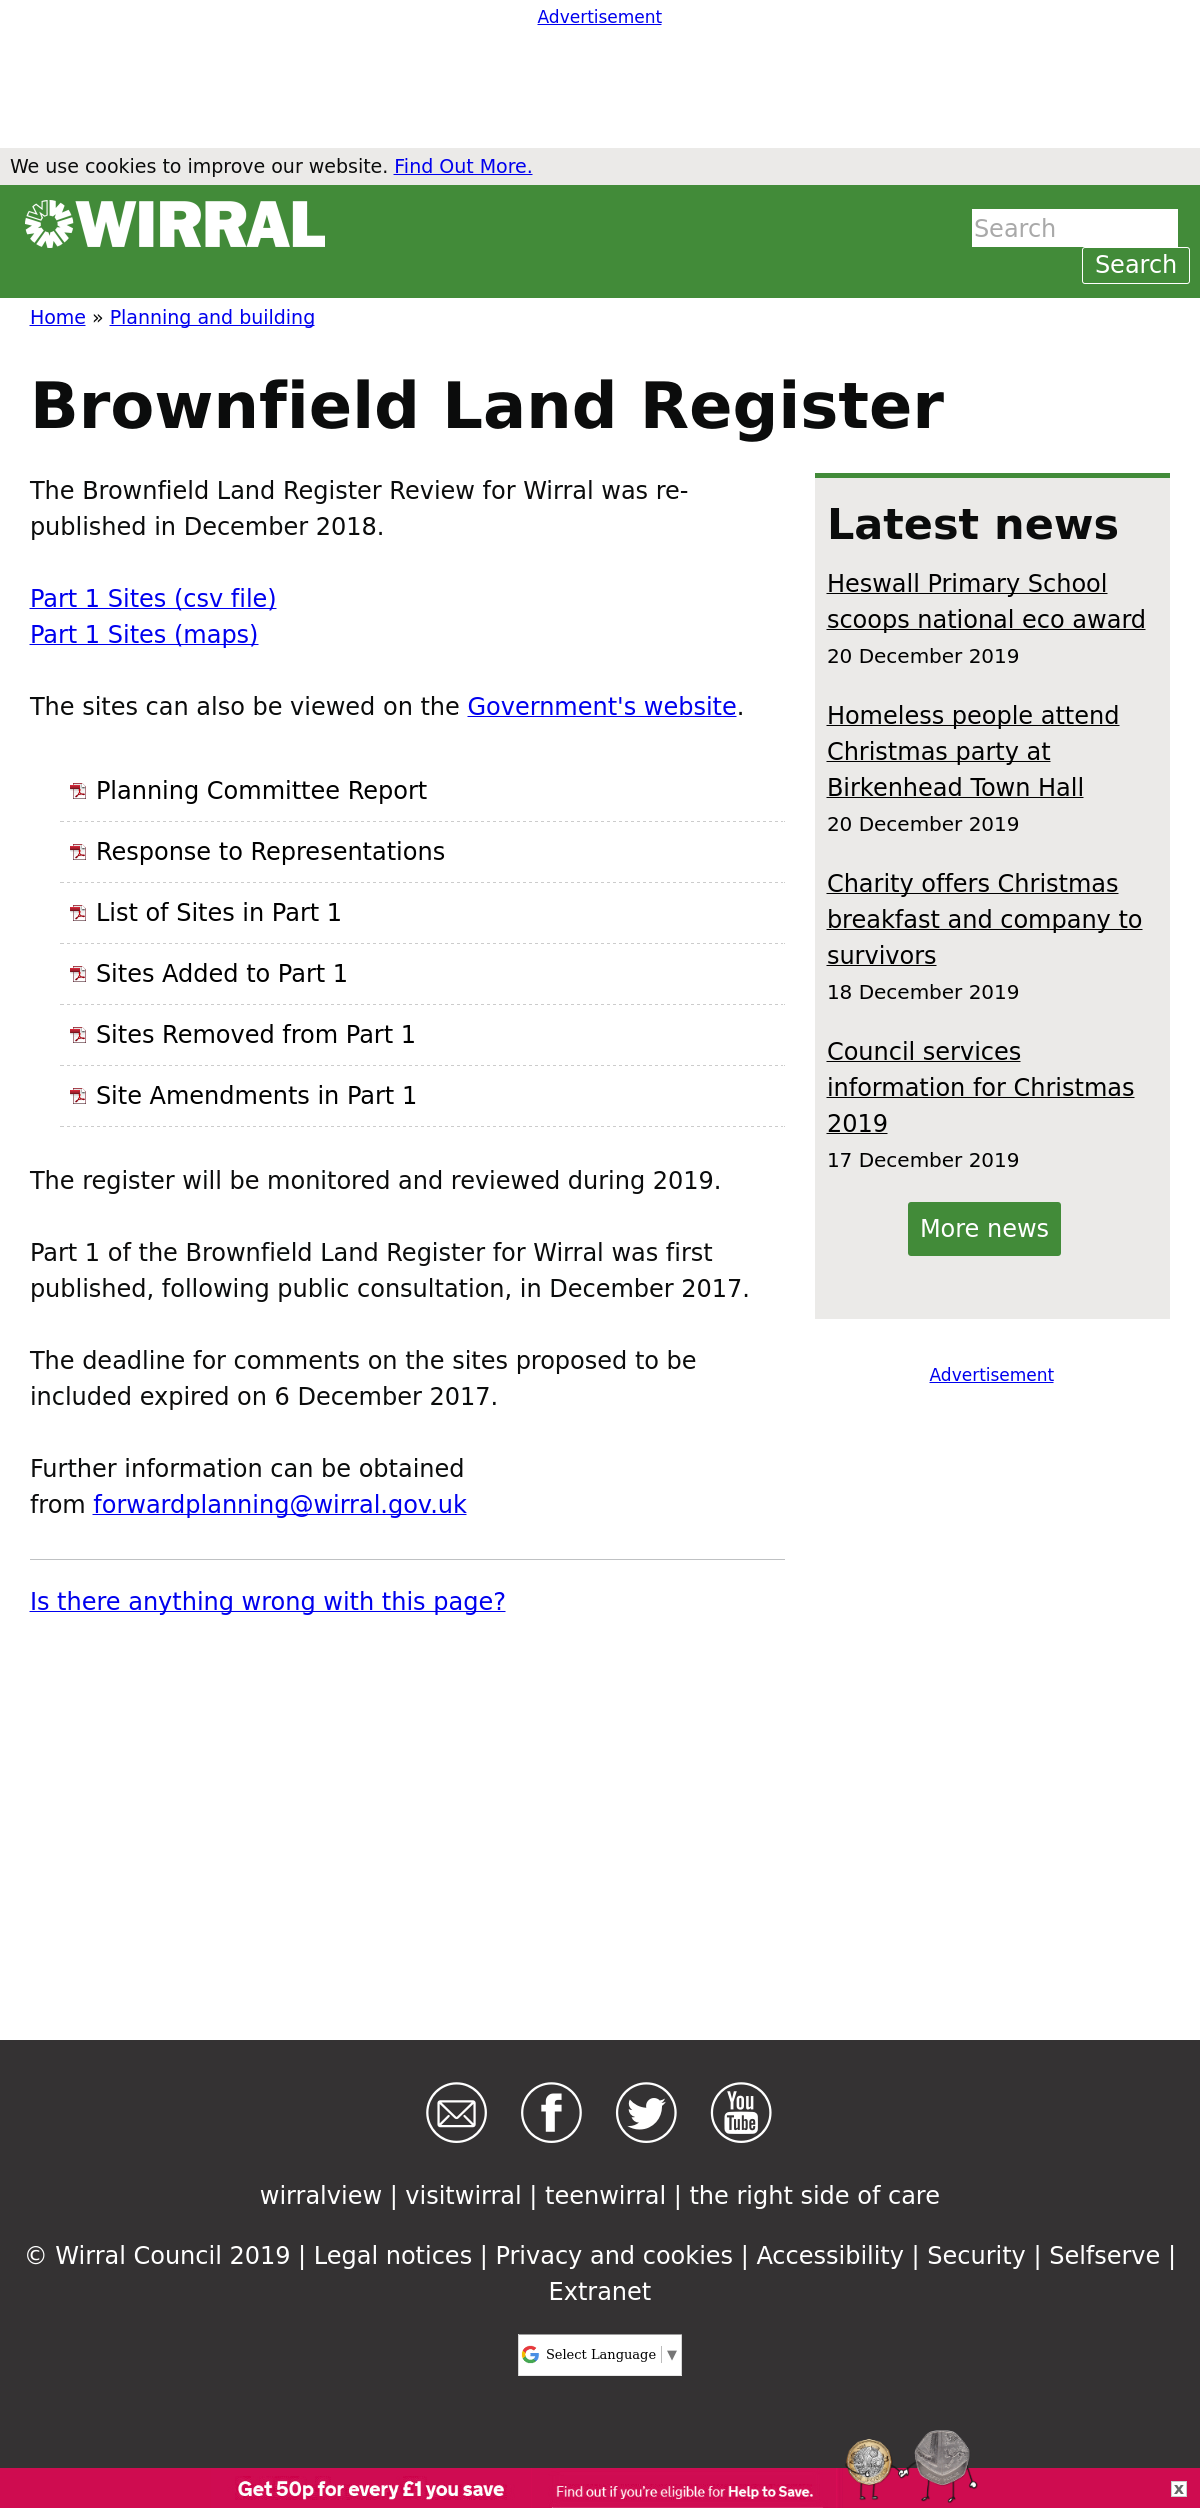 Advertisement
We use cookies to improve our website. Find Out More.
WIRRAL
Search
Search
Home » Planning and building
Brownfield Land Register
The Brownfield Land Register Review for Wirral was re-
published in December 2018.
Part 1 Sites (csv file)
Part 1 Sites (maps)
The sites can also be viewed on the Government's website.
Planning Committee Report
Response to Representations
List of Sites in Part 1
Sites Added to Part 1
Sites Removed from Part 1
Site Amendments in Part 1
The register will be monitored and reviewed during 2019.
Part 1 of the Brownfield Land Register for Wirral was first
published, following public consultation, in December 2017.
The deadline for comments on the sites proposed to be
included expired on 6 December 2017.
Further information can be obtained
from forwardplanning@wirral.gov.uk
Is there anything wrong with this page?
Latest news
Heswall Primary School
scoops national eco award
20 December 2019
Homeless people attend
Christmas party at
Birkenhead Town Hall
20 December 2019
Charity offers Christmas
breakfast and company to
survivors
18 December 2019
Council services
information for Christmas
2019
17 December 2019
More news
Advertisement
You
Tube
wirralview | visitwirral | teenwirral | the right side of care
© Wirral Council 2019 | Legal notices | Privacy and cookies | Accessibility | Security | Selfserve |
Extranet
Select Language ▼
Get 50p for every £1 you save
Find out if you're eligible for Help to Save.
X